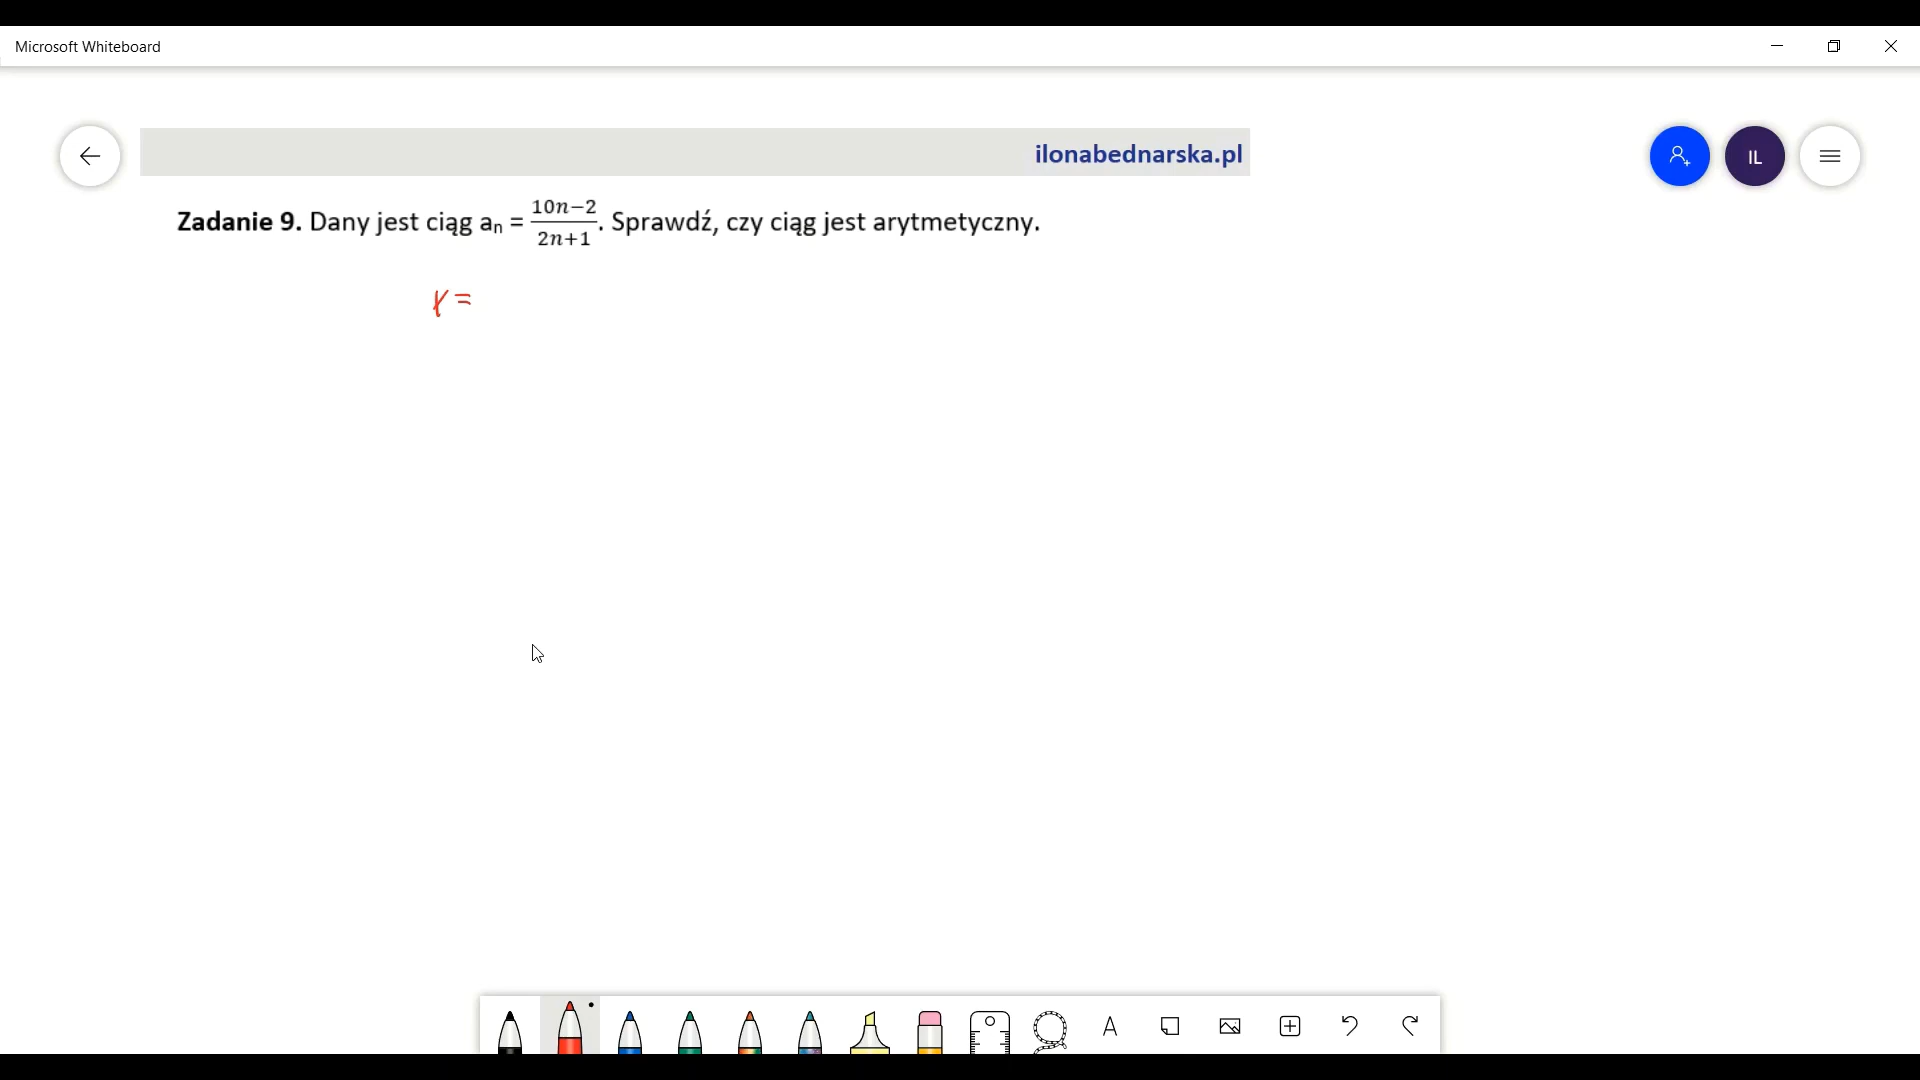 Microsoft Whiteboard
ilonabednarska.pl
IL
Zadanie 9. Dany jest ciąg aₙ = \frac{10n−2}{2n+1}. Sprawdź, czy ciąg jest arytmetyczny.
r =
A